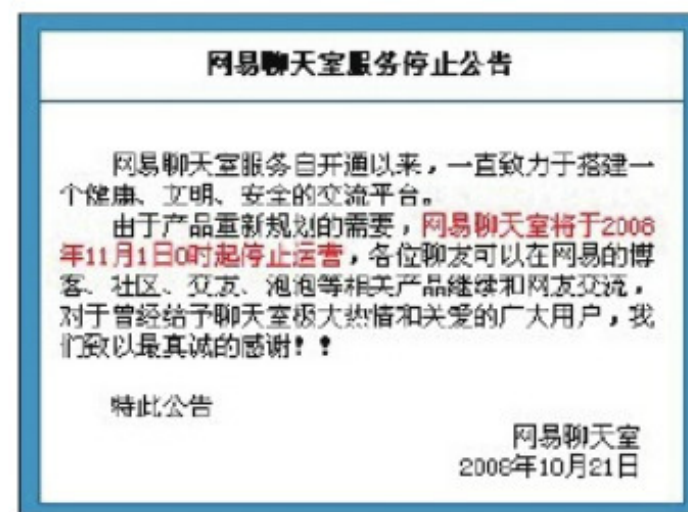 网易聊天室服务停止公告
网易聊天室服务自开通以来，一直致力于搭建一
个健康、文明、安全的交流平台。
由于产品重新规划的需要，网易聊天室将于2008
年11月1日0时起停止运营，各位聊友可以在网易的博
客、社区、交友、泡泡等相关产品继续和网友交流，
对于曾经给予聊天室极大热情和关爱的广大用户，我
们致以最真诚的感谢！！
特此公告
网易聊天室
2008年10月21日